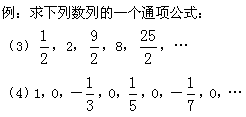 例：求下列数列的一个通项公式：
（3）1/2，2，9/2，8，25/2，…
（4）1，0，-1/3，0，1/5，0，-1/7，0，…